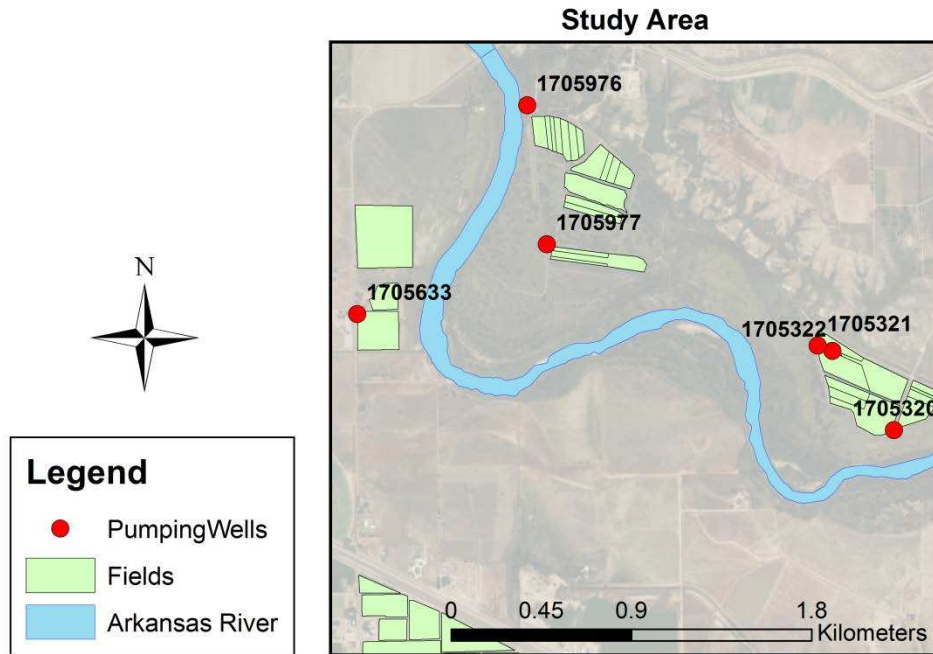 Study Area
1705976
1705977
1705633
1705322 1705321
1705320
N
Legend
PumpingWells
Fields
Arkansas River
0 0.45 0.9 1.8
Kilometers